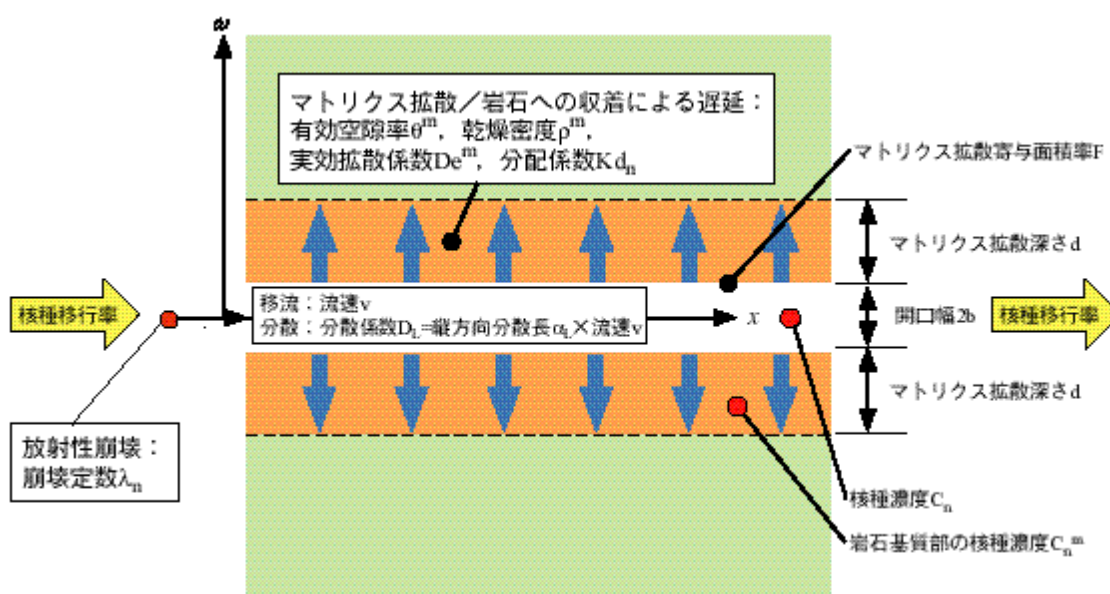 マトリクス拡散／岩石への収着による遅延：
有効空隙率θᵐ，乾燥密度ρᵐ，
実効拡散係数Deᵐ，分配係数Kdₙ
マトリクス拡散寄与面積率F
マトリクス拡散深さd
核種移行率
移流：流速v
分散：分散係数D_L=縦方向分散長α_L×流速v
x
開口幅2b
核種移行率
マトリクス拡散深さd
放射性崩壊：
崩壊定数λₙ
核種濃度Cₙ
岩石基質部の核種濃度Cₙᵐ